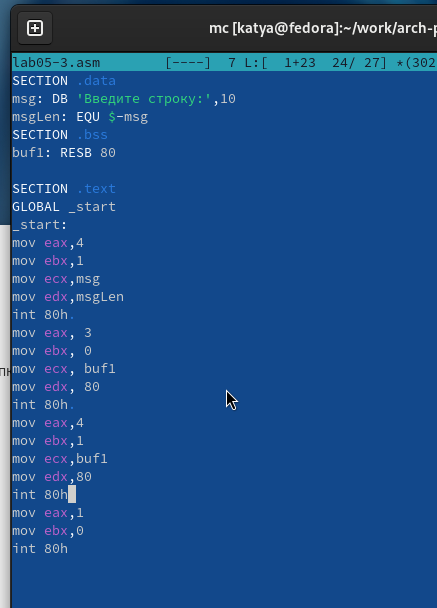 mc [katya@fedora]:~/work/arch-p
lab05-3.asm [----] 7 L:[ 1+23 24/ 27] *(302
SECTION .data
msg: DB 'Введите строку:',10
msgLen: EQU $-msg
SECTION .bss
buf1: RESB 80
SECTION .text
GLOBAL _start
_start:
mov eax,4
mov ebx,1
mov ecx,msg
mov edx,msgLen
int 80h.
mov eax, 3
mov ebx, 0
mov ecx, buf1
mov edx, 80
int 80h.
mov eax,4
mov ebx,1
mov ecx,buf1
mov edx,80
int 80h
mov eax,1
mov ebx,0
int 80h